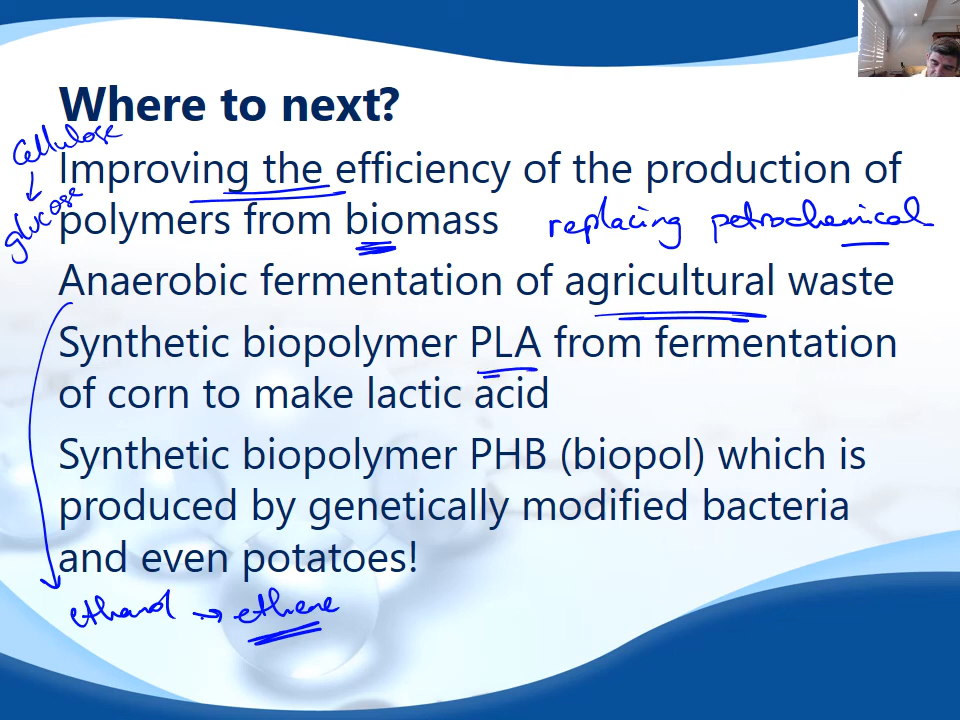 Where to next?
cellulose
↓
glucose
Improving the efficiency of the production of
polymers from biomass
replacing petrochemical
Anaerobic fermentation of agricultural waste
Synthetic biopolymer PLA from fermentation
of corn to make lactic acid
Synthetic biopolymer PHB (biopol) which is
produced by genetically modified bacteria
and even potatoes!
ethanol → ethene